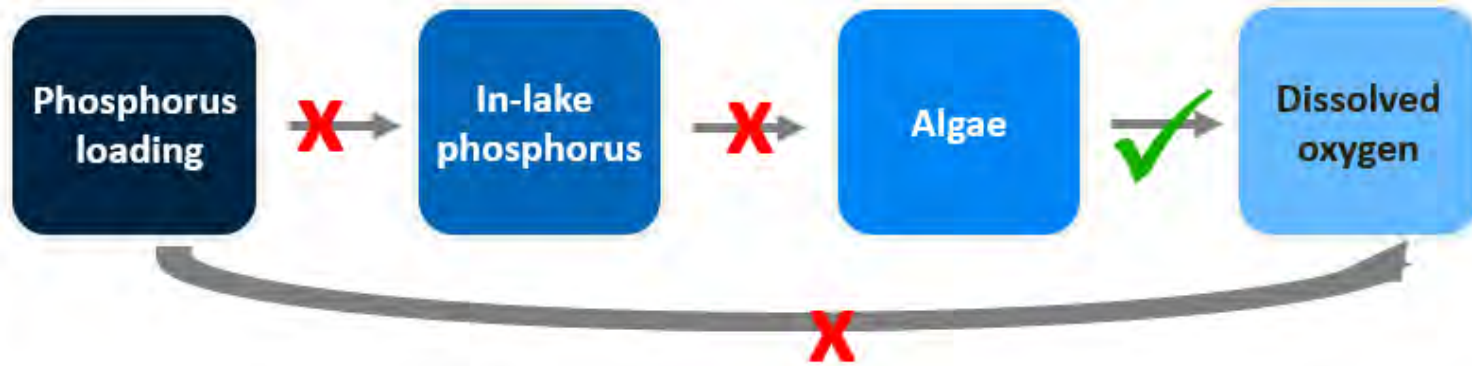 Phosphorus
loading
In-lake
phosphorus
Algae
Dissolved
oxygen